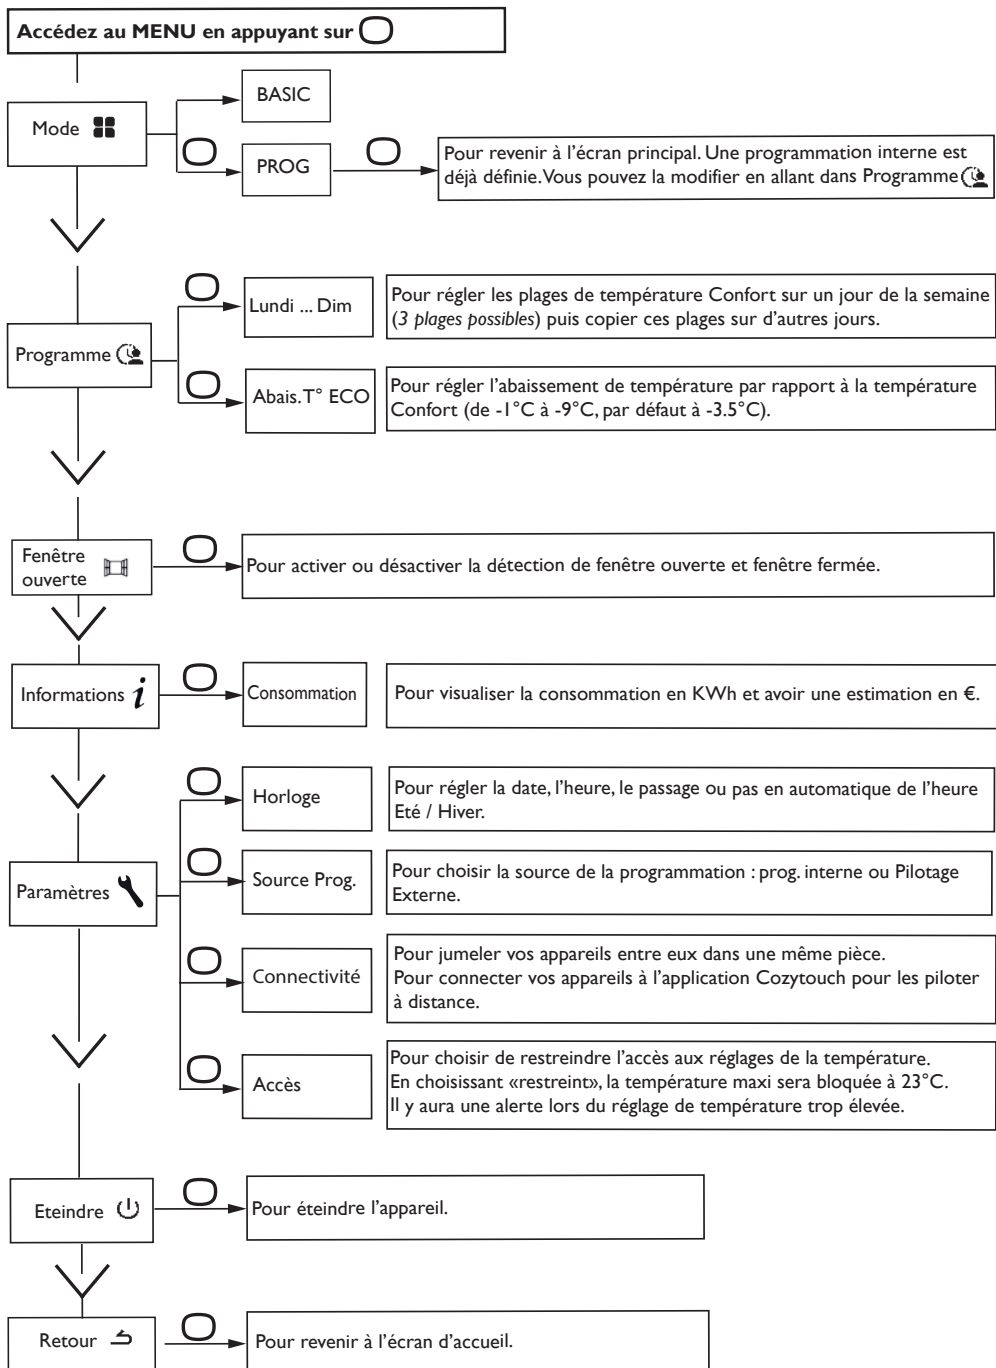 Accédez au MENU en appuyant sur
Mode
BASIC
PROG
Pour revenir à l'écran principal. Une programmation interne est
déjà définie. Vous pouvez la modifier en allant dans Programme
Programme
Lundi ... Dim
Pour régler les plages de température Confort sur un jour de la semaine
(3 plages possibles) puis copier ces plages sur d'autres jours.
Abais. T° ECO
Pour régler l'abaissement de température par rapport à la température
Confort (de -1°C à -9°C, par défaut à -3.5°C).
Fenêtre
ouverte
Pour activer ou désactiver la détection de fenêtre ouverte et fenêtre fermée.
Informations i
Consommation
Pour visualiser la consommation en KWh et avoir une estimation en €.
Paramètres
Horloge
Pour régler la date, l'heure, le passage ou pas en automatique de l'heure
Eté / Hiver.
Source Prog.
Pour choisir la source de la programmation : prog. interne ou Pilotage
Externe.
Connectivité
Pour jumeler vos appareils entre eux dans une même pièce.
Pour connecter vos appareils à l'application Cozytouch pour les piloter
à distance.
Accès
Pour choisir de restreindre l'accès aux réglages de la température.
En choisissant «restreint», la température maxi sera bloquée à 23°C.
Il y aura une alerte lors du réglage de température trop élevée.
Eteindre
Pour éteindre l'appareil.
Retour
Pour revenir à l'écran d'accueil.